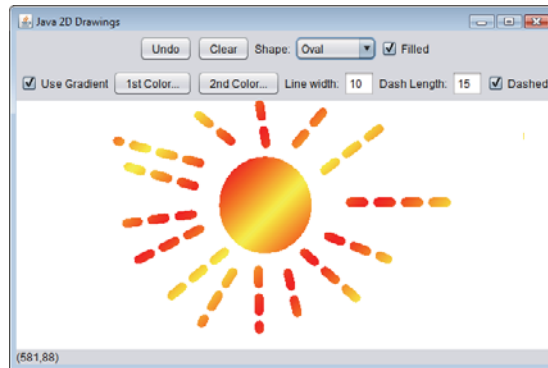 Java 2D Drawings
Undo Clear Shape: Oval Filled
Use Gradient 1st Color... 2nd Color... Line width: 10 Dash Length: 15 Dashed
(581,88)